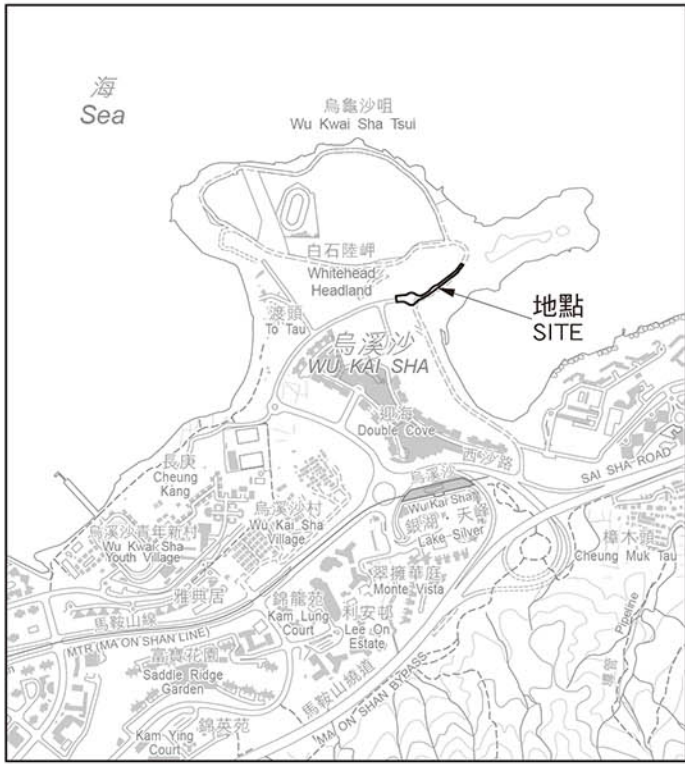 海
Sea
烏龜沙咀
Wu Kwai Sha Tsui
白石陸岬
Whitehead
Headland
地點
SITE
渡頭
To Tau
烏溪沙
WU KAI SHA
迎海
Double Cove
西沙路
SAI SHA ROAD
長庚
Cheung
Kang
烏溪沙
Wu Kai Sha
烏溪沙村
Wu Kai Sha
Village
銀湖 天峰
Lake Silver
樟木頭
Cheung Muk Tau
烏溪沙青年新村
Wu Kwai Sha
Youth Village
翠擁華庭
Monte Vista
雅典居
錦龍苑
Kam Lung
Court
利安邨
Lee On
Estate
馬鞍山線
MTR (MA ON SHAN LINE)
Pipeline
富寶花園
Saddle Ridge
Garden
馬鞍山繞道
MA ON SHAN BYPASS
錦英苑
Kam Ying
Court